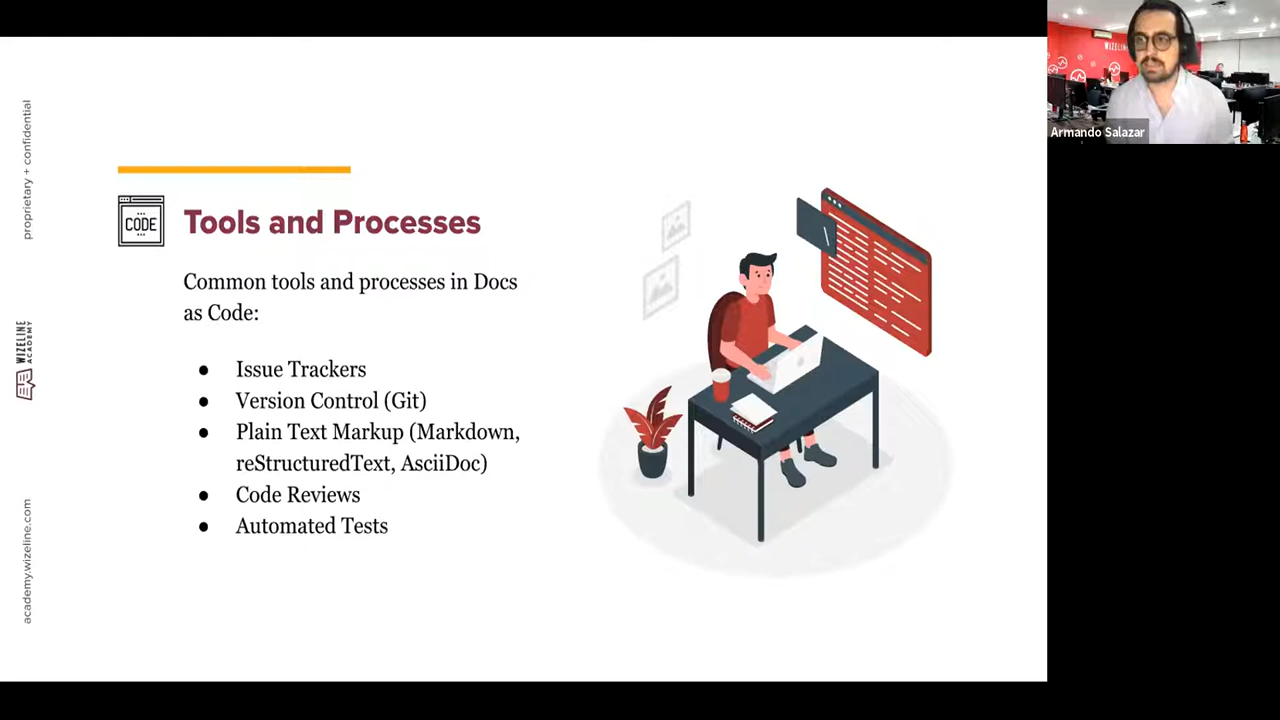 proprietary + confidential
WIZELINE
ACADEMY
academy.wizeline.com
CODE
Tools and Processes
Common tools and processes in Docs
as Code:
● Issue Trackers
● Version Control (Git)
● Plain Text Markup (Markdown,
reStructuredText, AsciiDoc)
● Code Reviews
● Automated Tests
WIZELINE
Armando Salazar